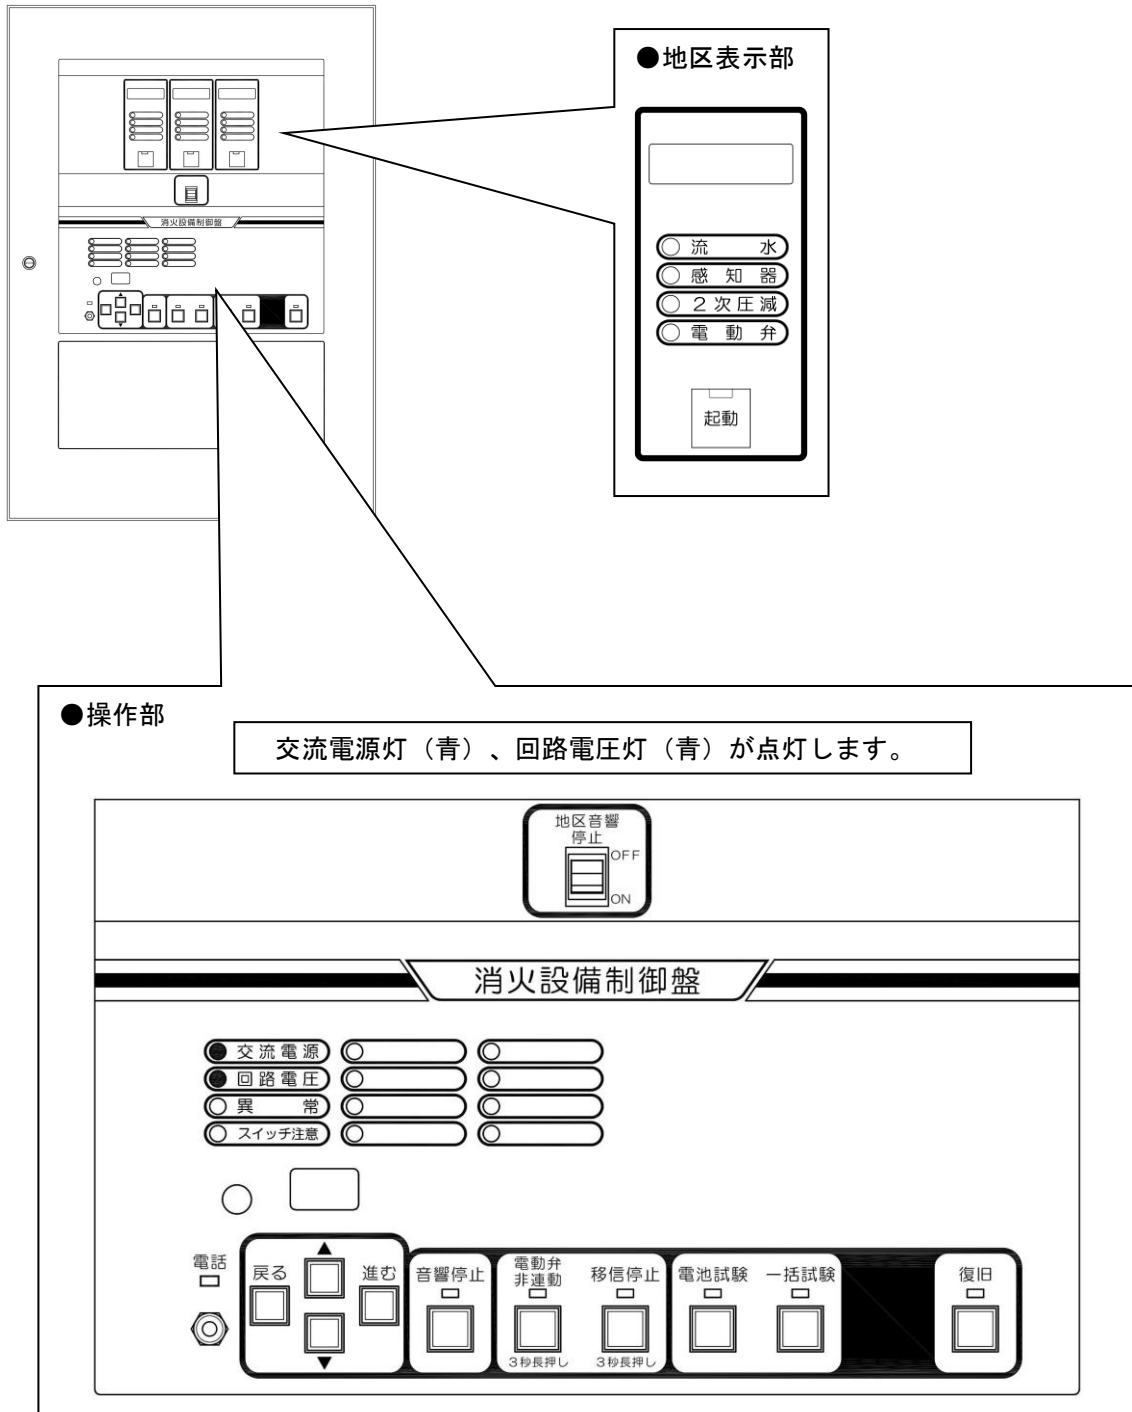 ●地区表示部
流水
感知器
2次圧減
電動弁
起動
消火設備制御盤
●操作部
交流電源灯（青）、回路電圧灯（青）が点灯します。
地区音響
停止
OFF
ON
消火設備制御盤
交流電源
回路電圧
異常
スイッチ注意
電話
戻る
▲
▼
進む
音響停止
電動弁
非連動
3秒長押し
移信停止
3秒長押し
電池試験
一括試験
復旧